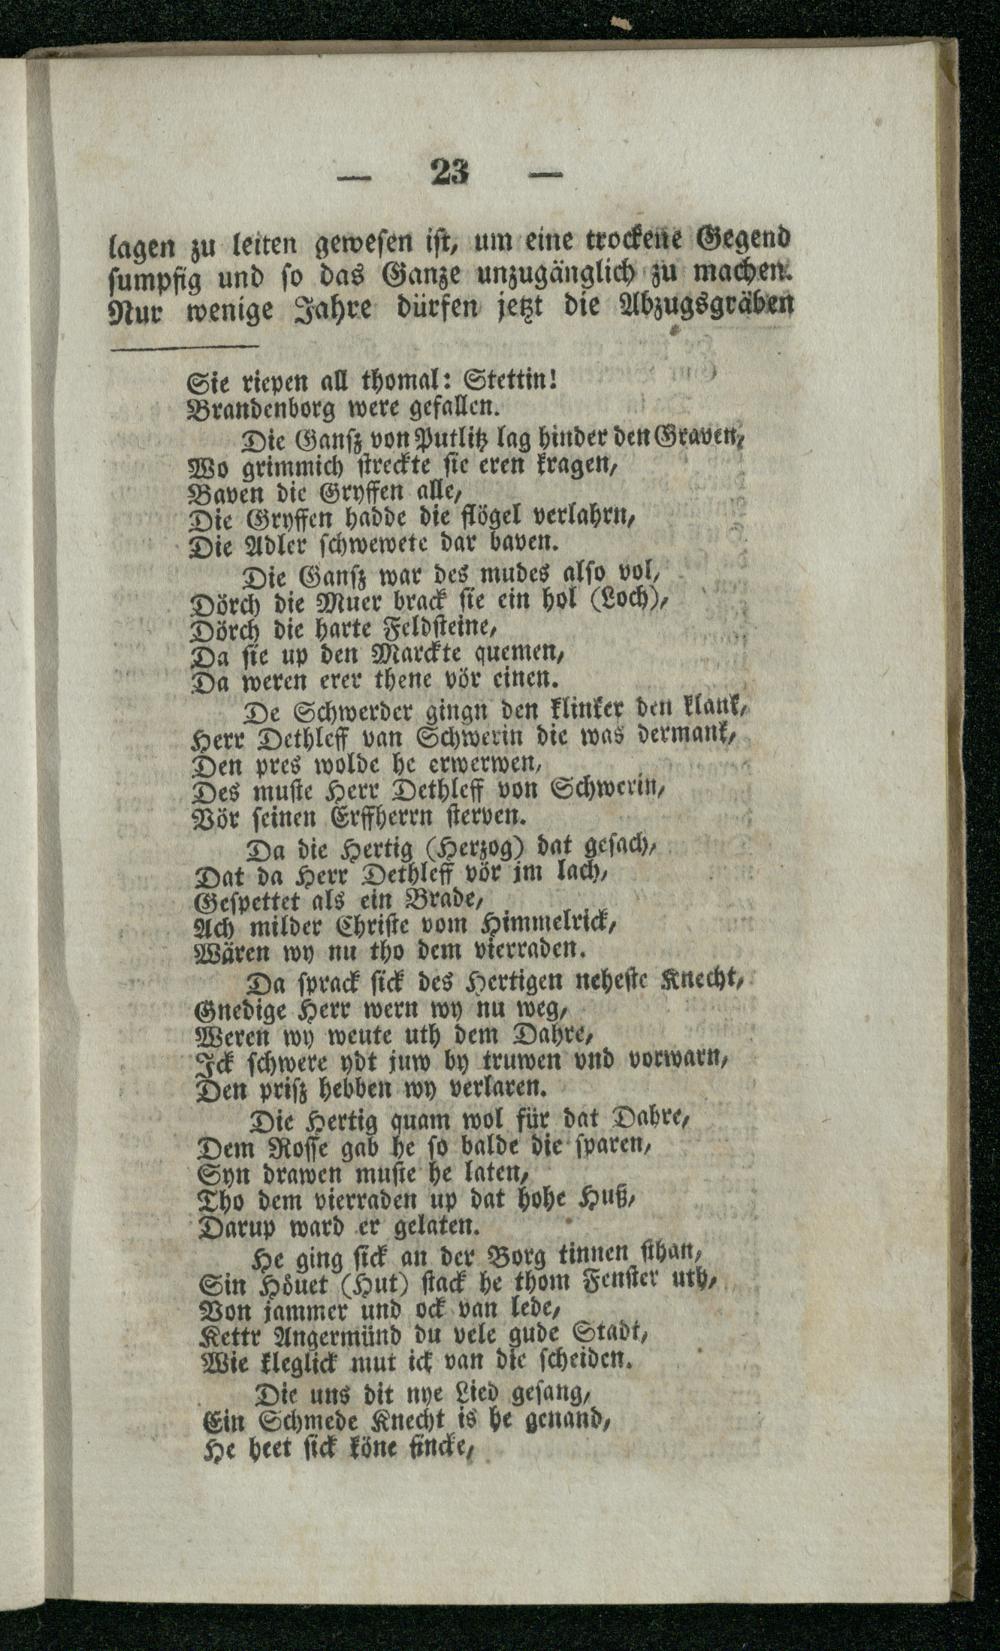 — 23 —
lagen zu leiten gewesen ist, um eine trockene Gegend
sumpfig und so das Ganze unzugänglich zu machen.
Nur wenige Jahre dürfen jetzt die Abzugsgräben
Sie riepen all thomal: Stettin!
Brandenborg were gefallen.
Die Gansz von Putlitz lag hinder den Graven,
Wo grimmich streckte sie eren kragen,
Baven die Gryffen alle,
Die Gryffen hadde die flögel verlahrn,
Die Adler schwewete dar baven.
Die Gansz war des mudes also vol,
Dörch die Muer brack sie ein hol (Loch),
Dörch die harte Feldsteine,
Da sie up den Marckte quemen,
Da weren erer thene vör einen.
De Schwerder gingn den klinker den klank,
Herr Dethleff van Schwerin die was dermank,
Den pres wolde he erwerwen,
Des muste Herr Dethleff von Schwerin,
Vör seinen Erffherrn sterven.
Da die Hertig (Herzog) dat gesach,
Dat da Herr Dethleff vör jm lach,
Gespettet als ein Brade,
Ach milder Christe vom Himmelrick,
Wären wy nu tho dem vierraden.
Da sprack sick des Hertigen neheste Knecht,
Gnedige Herr wern wy nu weg,
Weren wy weute uth dem Dahre,
Ick schwere ydt juw by truwen vnd vorwarn,
Den prisz hebben wy verlaren.
Die Hertig quam wol für dat Dahre,
Dem Rosse gab he so balde die sparen,
Syn drawen muste he laten,
Tho dem vierraden up dat hohe Huß,
Darup ward er gelaten.
He ging sick an der Borg tinnen sthan,
Sin Höuet (Hut) stack he thom Fenster uth,
Von jammer und ock van lede,
Kettr Angermünd du vele gude Stadt,
Wie kleglick mut ick van die scheiden.
Die uns dit nye Lied gesang,
Ein Schmede Knecht is he genand,
He heet sick köne fincke,